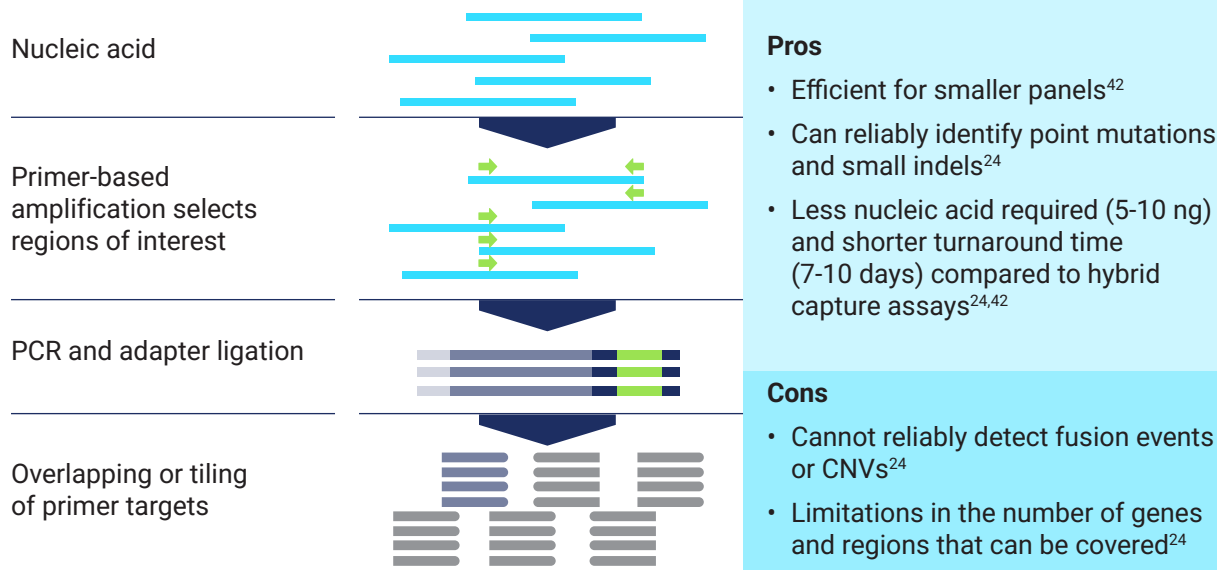 Nucleic acid
Primer-based
amplification selects
regions of interest
PCR and adapter ligation
Overlapping or tiling
of primer targets
Pros
• Efficient for smaller panels42
• Can reliably identify point mutations
and small indels24
• Less nucleic acid required (5-10 ng)
and shorter turnaround time
(7-10 days) compared to hybrid
capture assays24,42
Cons
• Cannot reliably detect fusion events
or CNVs24
• Limitations in the number of genes
and regions that can be covered24